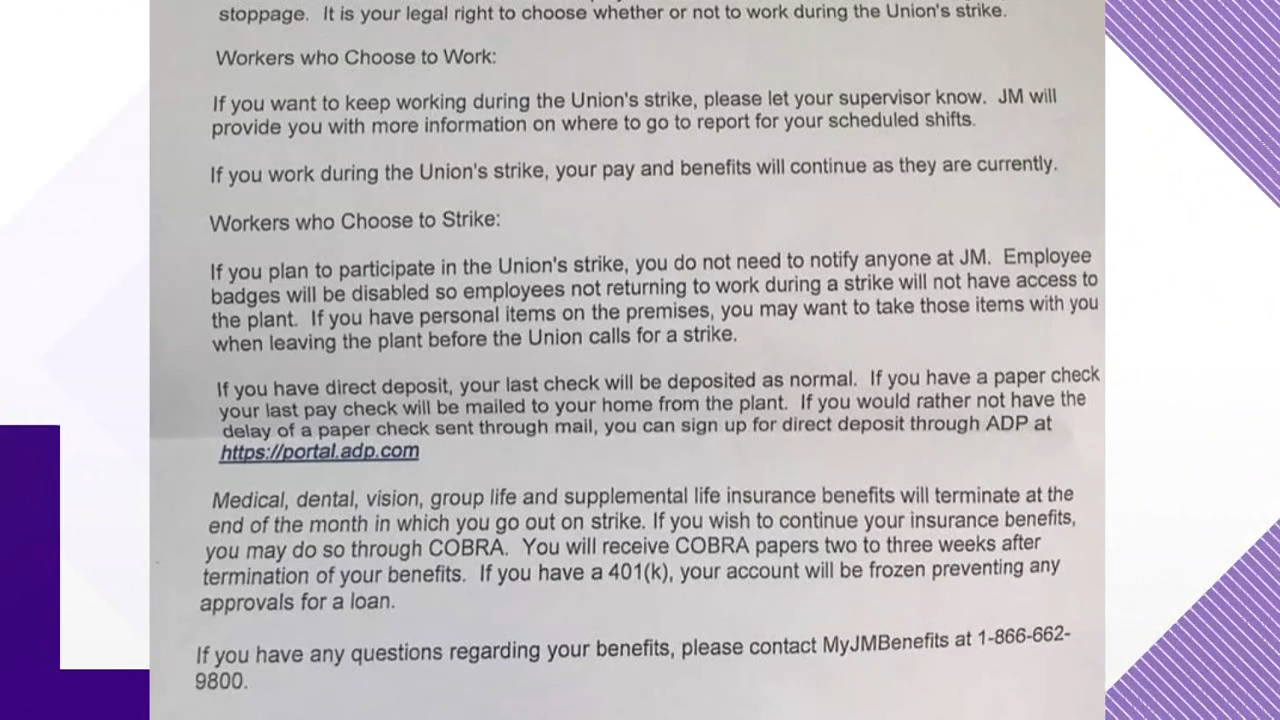 stoppage. It is your legal right to choose whether or not to work during the Union's strike.
Workers who Choose to Work:
If you want to keep working during the Union's strike, please let your supervisor know. JM will
provide you with more information on where to go to report for your scheduled shifts.
If you work during the Union's strike, your pay and benefits will continue as they are currently.
Workers who Choose to Strike:
If you plan to participate in the Union's strike, you do not need to notify anyone at JM. Employee
badges will be disabled so employees not returning to work during a strike will not have access to
the plant. If you have personal items on the premises, you may want to take those items with you
when leaving the plant before the Union calls for a strike.
If you have direct deposit, your last check will be deposited as normal. If you have a paper check
your last pay check will be mailed to your home from the plant. If you would rather not have the
delay of a paper check sent through mail, you can sign up for direct deposit through ADP at
https://portal.adp.com
Medical, dental, vision, group life and supplemental life insurance benefits will terminate at the
end of the month in which you go out on strike. If you wish to continue your insurance benefits,
you may do so through COBRA. You will receive COBRA papers two to three weeks after
termination of your benefits. If you have a 401(k), your account will be frozen preventing any
approvals for a loan.
If you have any questions regarding your benefits, please contact MyJMBenefits at 1-866-662-
9800.